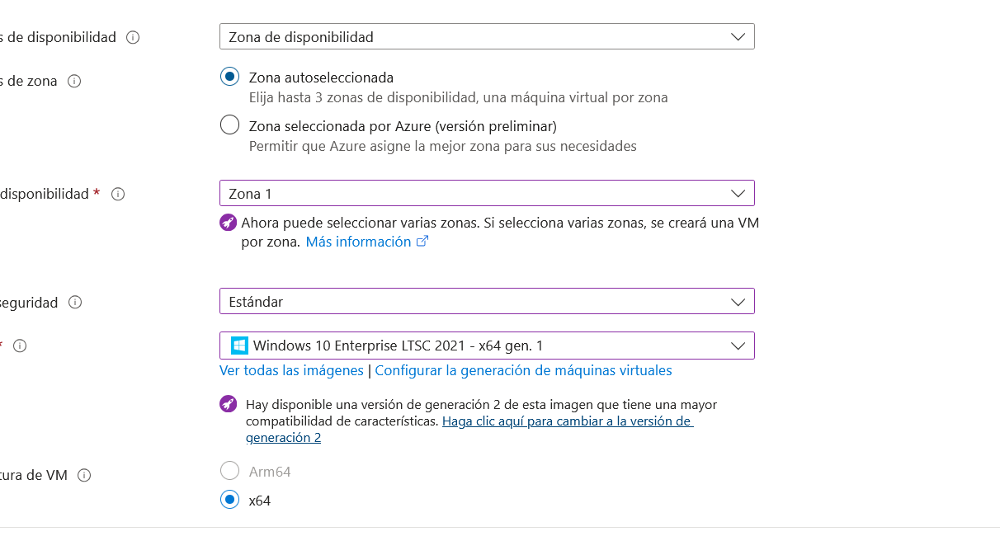 s de disponibilidad Zona de disponibilidad
s de zona Zona autoseleccionada
Elija hasta 3 zonas de disponibilidad, una máquina virtual por zona
Zona seleccionada por Azure (versión preliminar)
Permitir que Azure asigne la mejor zona para sus necesidades
disponibilidad * Zona 1
Ahora puede seleccionar varias zonas. Si selecciona varias zonas, se creará una VM
por zona. Más información
seguridad Estándar
* Windows 10 Enterprise LTSC 2021 - x64 gen. 1
Ver todas las imágenes | Configurar la generación de máquinas virtuales
Hay disponible una versión de generación 2 de esta imagen que tiene una mayor
compatibilidad de características. Haga clic aquí para cambiar a la versión de
generación 2
tura de VM Arm64
x64